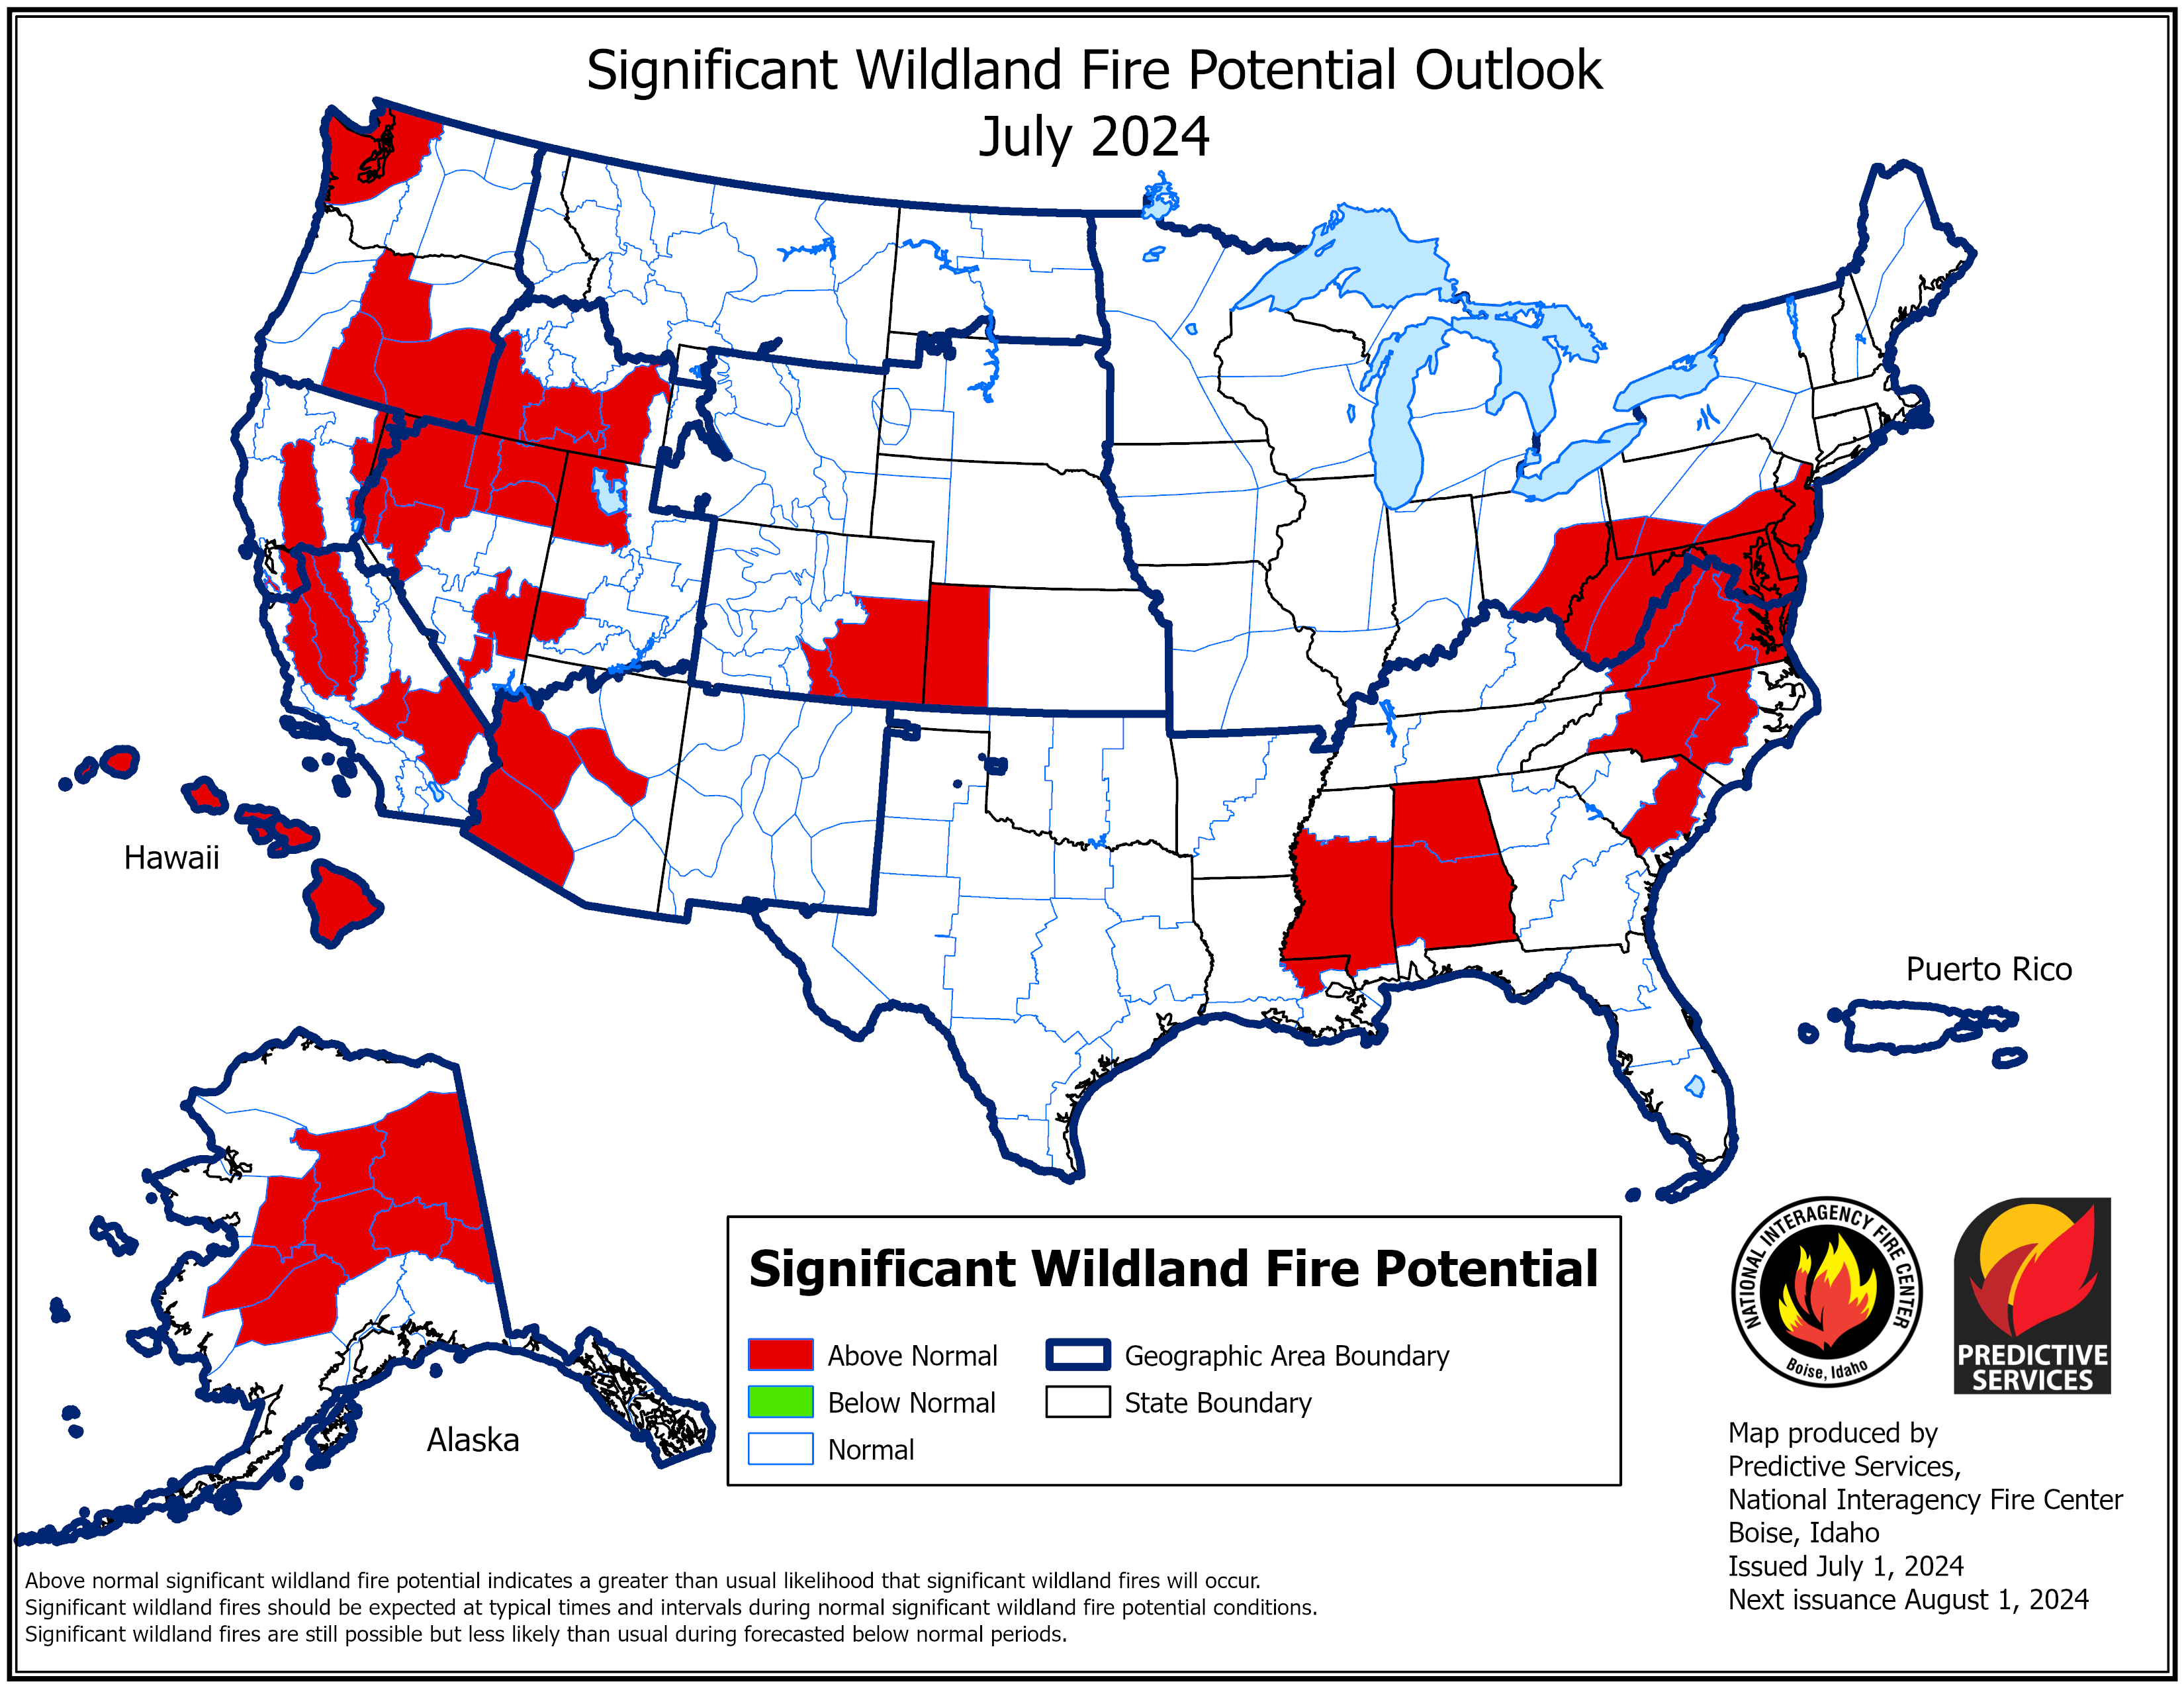 Significant Wildland Fire Potential Outlook
July 2024
Hawaii
Puerto Rico
Alaska
Significant Wildland Fire Potential
Above Normal
Below Normal
Normal
Geographic Area Boundary
State Boundary
NATIONAL INTERAGENCY FIRE CENTER
Boise, Idaho
PREDICTIVE
SERVICES
Map produced by
Predictive Services,
National Interagency Fire Center
Boise, Idaho
Issued July 1, 2024
Next issuance August 1, 2024
Above normal significant wildland fire potential indicates a greater than usual likelihood that significant wildland fires will occur.
Significant wildland fires should be expected at typical times and intervals during normal significant wildland fire potential conditions.
Significant wildland fires are still possible but less likely than usual during forecasted below normal periods.